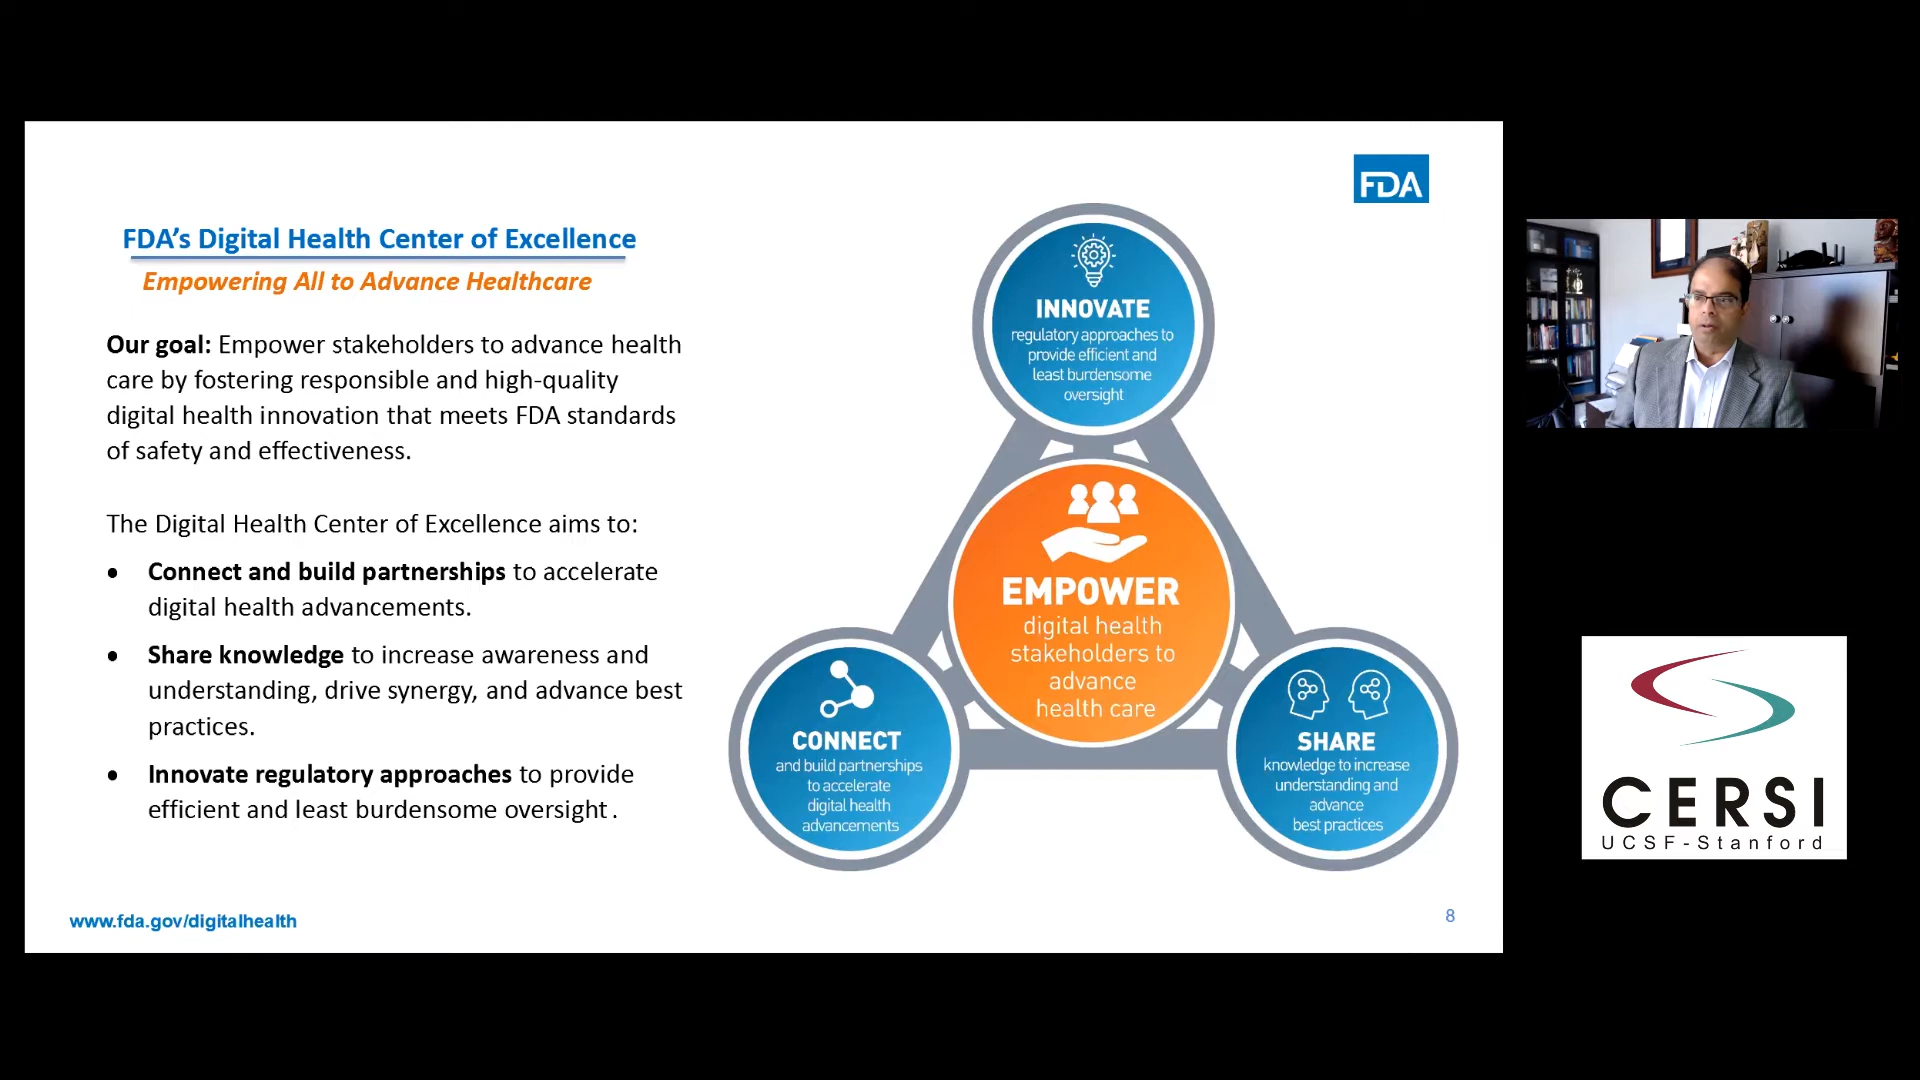 FDA
FDA's Digital Health Center of Excellence
Empowering All to Advance Healthcare
Our goal: Empower stakeholders to advance health
care by fostering responsible and high-quality
digital health innovation that meets FDA standards
of safety and effectiveness.
The Digital Health Center of Excellence aims to:
• Connect and build partnerships to accelerate
digital health advancements.
• Share knowledge to increase awareness and
understanding, drive synergy, and advance best
practices.
• Innovate regulatory approaches to provide
efficient and least burdensome oversight.
INNOVATE
regulatory approaches to
provide efficient and
least burdensome
oversight
EMPOWER
digital health
stakeholders to
advance
health care
CONNECT
and build partnerships
to accelerate
digital health
advancements
SHARE
knowledge to increase
understanding and
advance
best practices
www.fda.gov/digitalhealth
8
CERSI
UCSF-Stanford